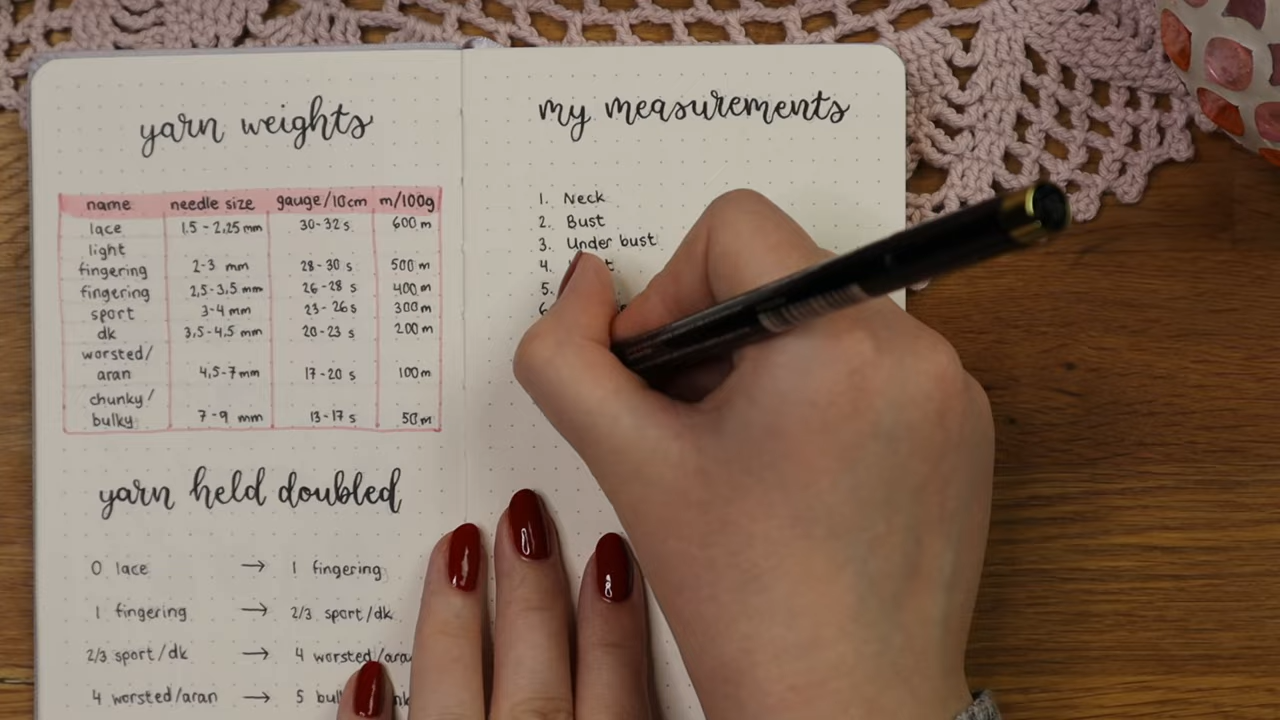 yarn weights
name needle size gauge/10cm m/100g
lace 1,5-2,25 mm 30-32 s 600 m
light
fingering 2-3 mm 28-30 s 500 m
fingering 2,5-3,5 mm 26-28 s 400 m
sport 3-4 mm 23-26 s 300 m
dk 3,5-4,5 mm 20-23 s 200 m
worsted/
aran 4,5-7 mm 17-20 s 100 m
chunky/
bulky 7-9 mm 13-17 s 50 m
yarn held doubled
0 lace → 1 fingering
1 fingering → 2/3 sport/dk
2/3 sport/dk → 4 worsted/aran
4 worsted/aran → 5
my measurements
1. Neck
2. Bust
3. Under bust
4.
5.
6.